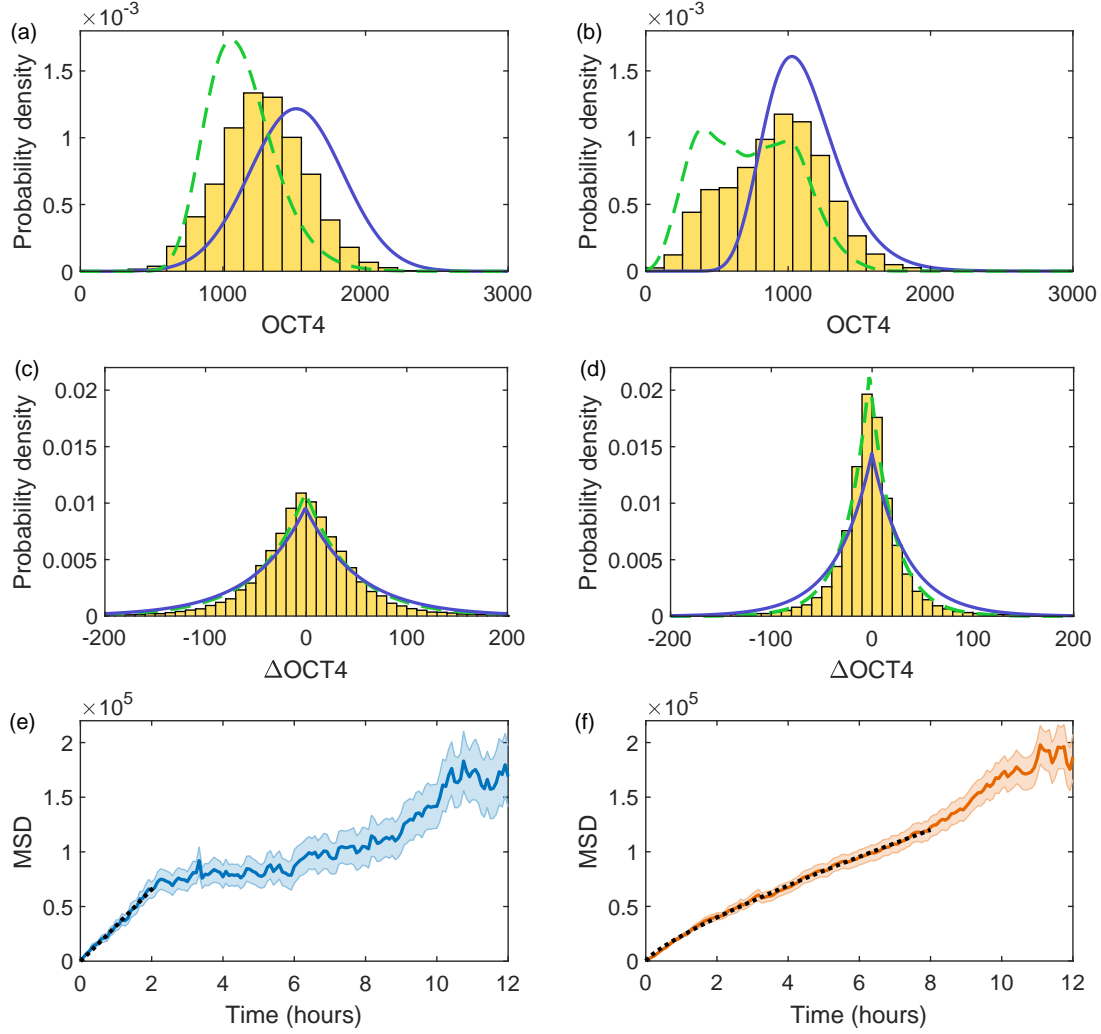 (a)
×10-3
Probability density
1.5
1
0.5
0
0 1000 2000 3000
OCT4
(b)
×10-3
Probability density
1.5
1
0.5
0
0 1000 2000 3000
OCT4
(c)
Probability density
0.02
0.015
0.01
0.005
0
-200 -100 0 100 200
ΔOCT4
(d)
Probability density
0.02
0.015
0.01
0.005
0
-200 -100 0 100 200
ΔOCT4
(e)
×10^5
MSD
2
1.5
1
0.5
0
0 2 4 6 8 10 12
Time (hours)
(f)
×10^5
MSD
2
1.5
1
0.5
0
0 2 4 6 8 10 12
Time (hours)